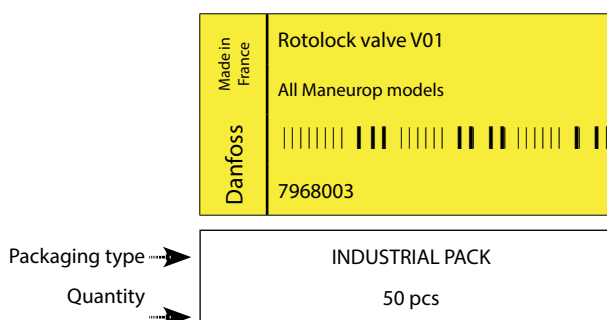 Made in
France
Danfoss
Rotolock valve V01
All Maneurop models
7968003
Packaging type
INDUSTRIAL PACK
Quantity
50 pcs